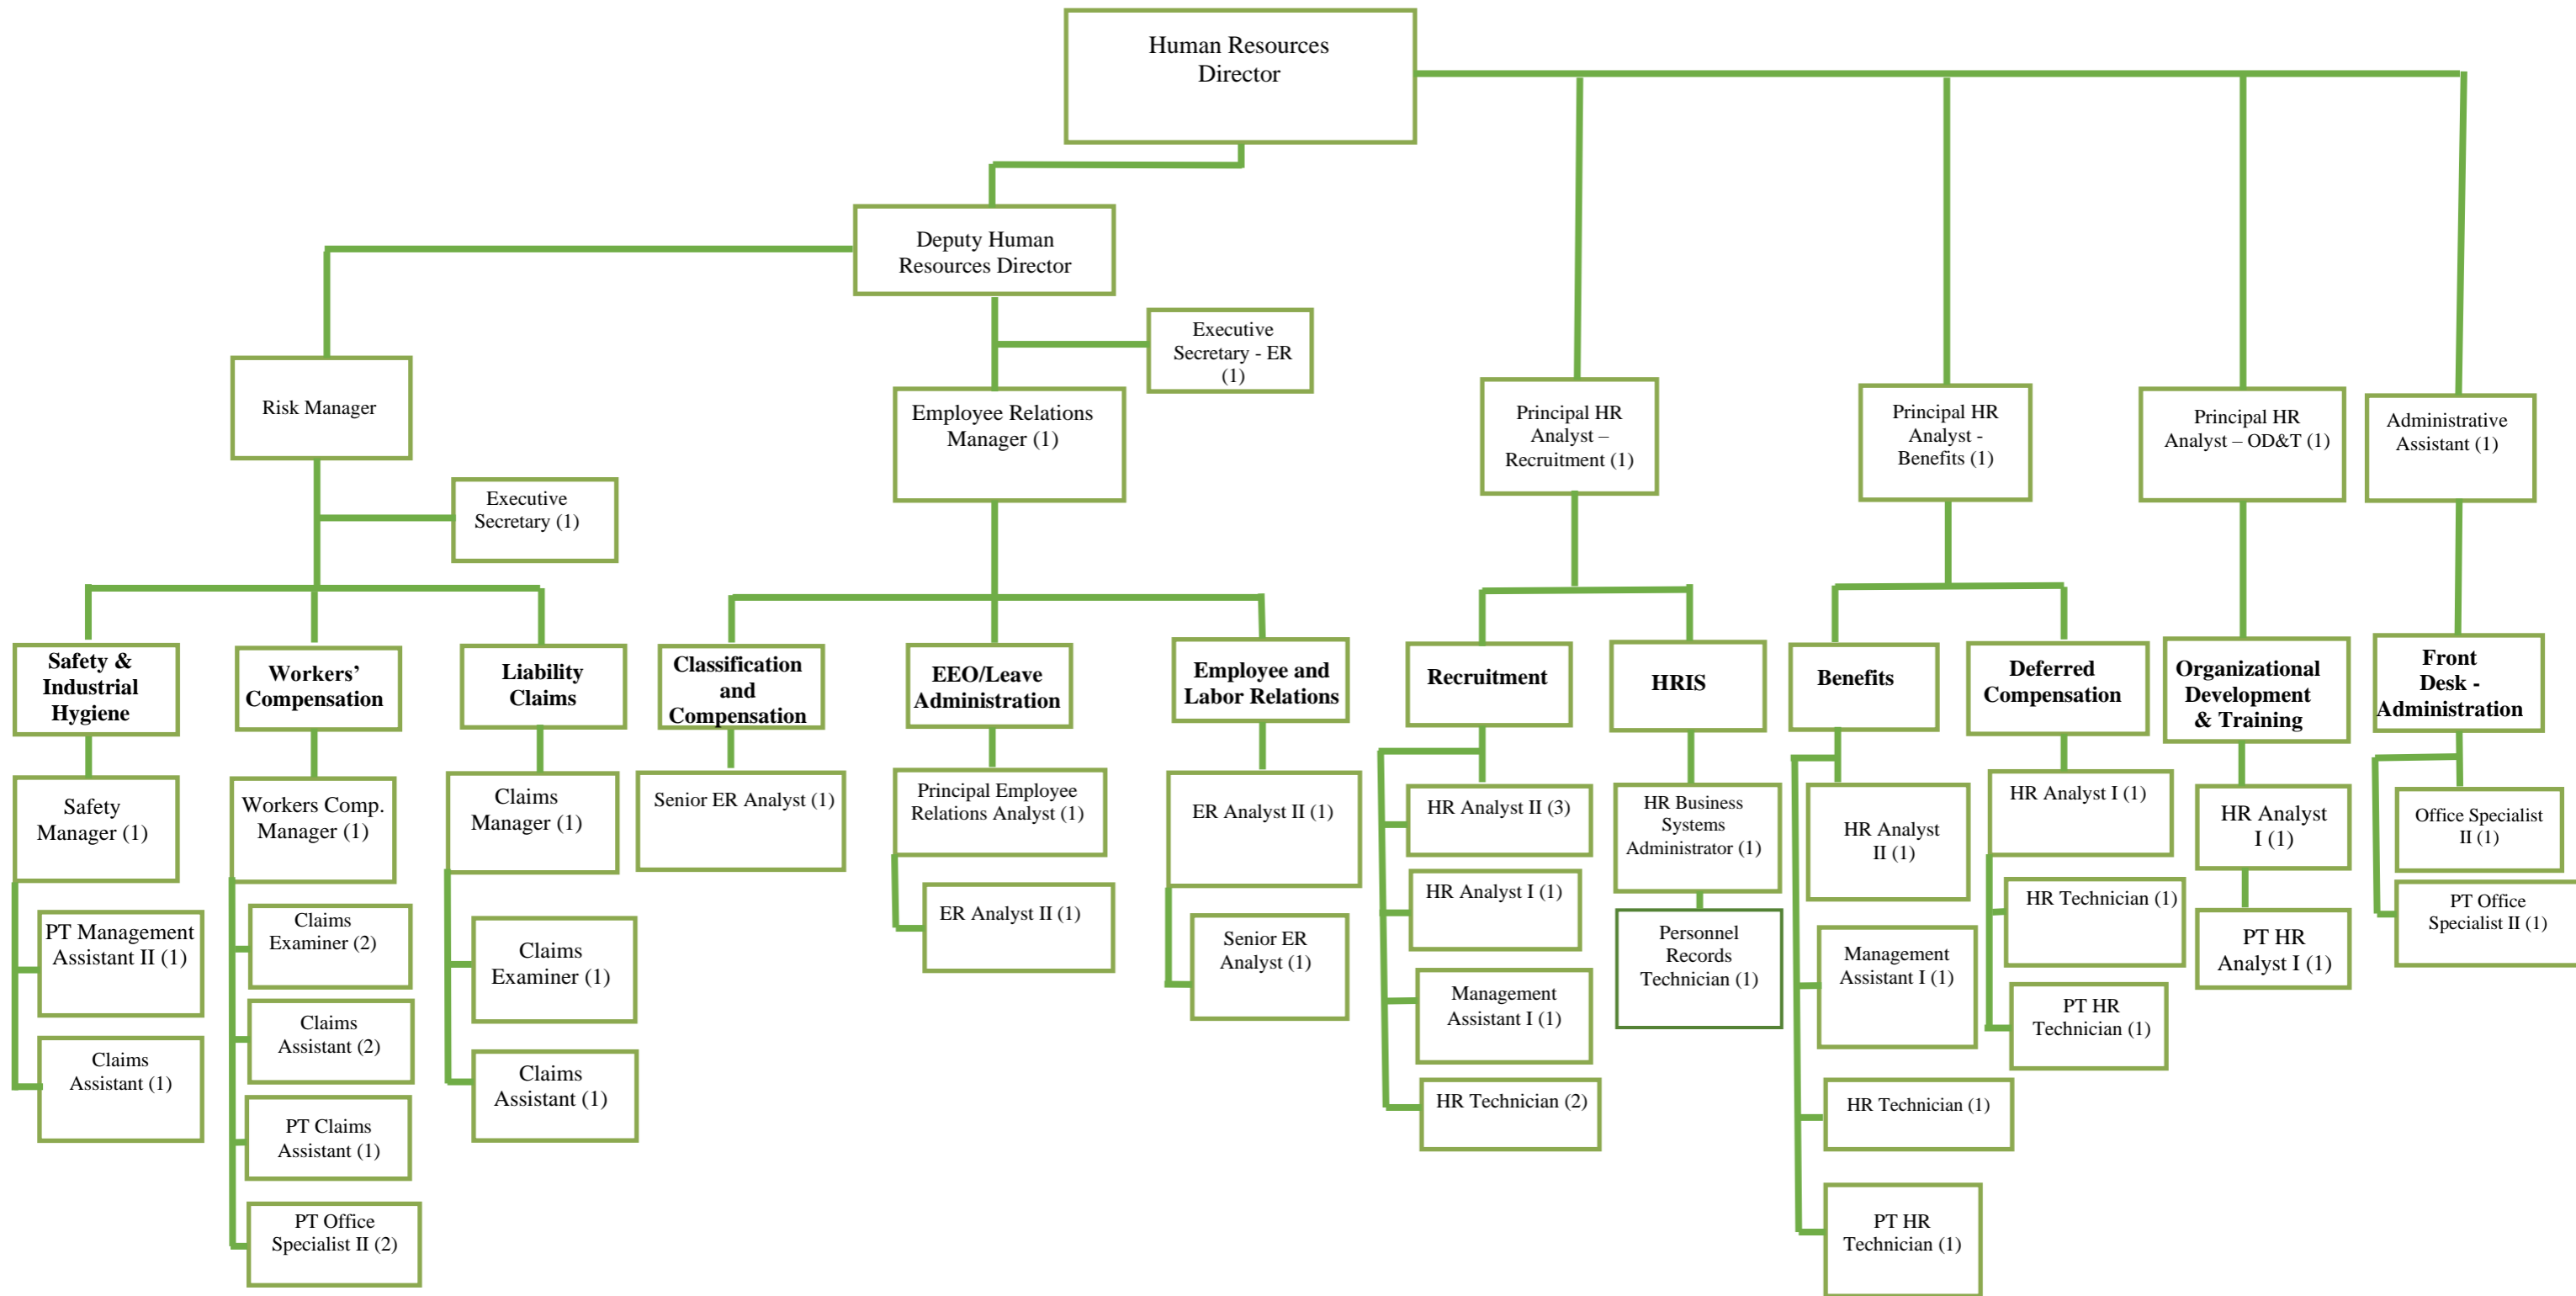 Human Resources
Director
Deputy Human
Resources Director
Executive
Secretary - ER
(1)
Risk Manager
Employee Relations
Manager (1)
Principal HR
Analyst –
Recruitment (1)
Principal HR
Analyst -
Benefits (1)
Principal HR
Analyst – OD&T (1)
Administrative
Assistant (1)
Executive
Secretary (1)
Safety &
Industrial
Hygiene
Workers’
Compensation
Liability
Claims
Classification
and
Compensation
EEO/Leave
Administration
Employee and
Labor Relations
Recruitment
HRIS
Benefits
Deferred
Compensation
Organizational
Development
& Training
Front
Desk -
Administration
Safety
Manager (1)
Workers Comp.
Manager (1)
Claims
Manager (1)
Senior ER Analyst (1)
Principal Employee
Relations Analyst (1)
ER Analyst II (1)
HR Analyst II (3)
HR Business
Systems
Administrator (1)
HR Analyst
II (1)
HR Analyst I (1)
HR Analyst
I (1)
Office Specialist
II (1)
PT Management
Assistant II (1)
Claims
Examiner (2)
Claims
Examiner (1)
ER Analyst II (1)
Senior ER
Analyst (1)
HR Analyst I (1)
Personnel
Records
Technician (1)
Management
Assistant I (1)
HR Technician (1)
PT HR
Analyst I (1)
PT Office
Specialist II (1)
Claims
Assistant (1)
Claims
Assistant (2)
Claims
Assistant (1)
Management
Assistant I (1)
PT HR
Technician (1)
PT Claims
Assistant (1)
HR Technician (2)
HR Technician (1)
PT Office
Specialist II (2)
PT HR
Technician (1)